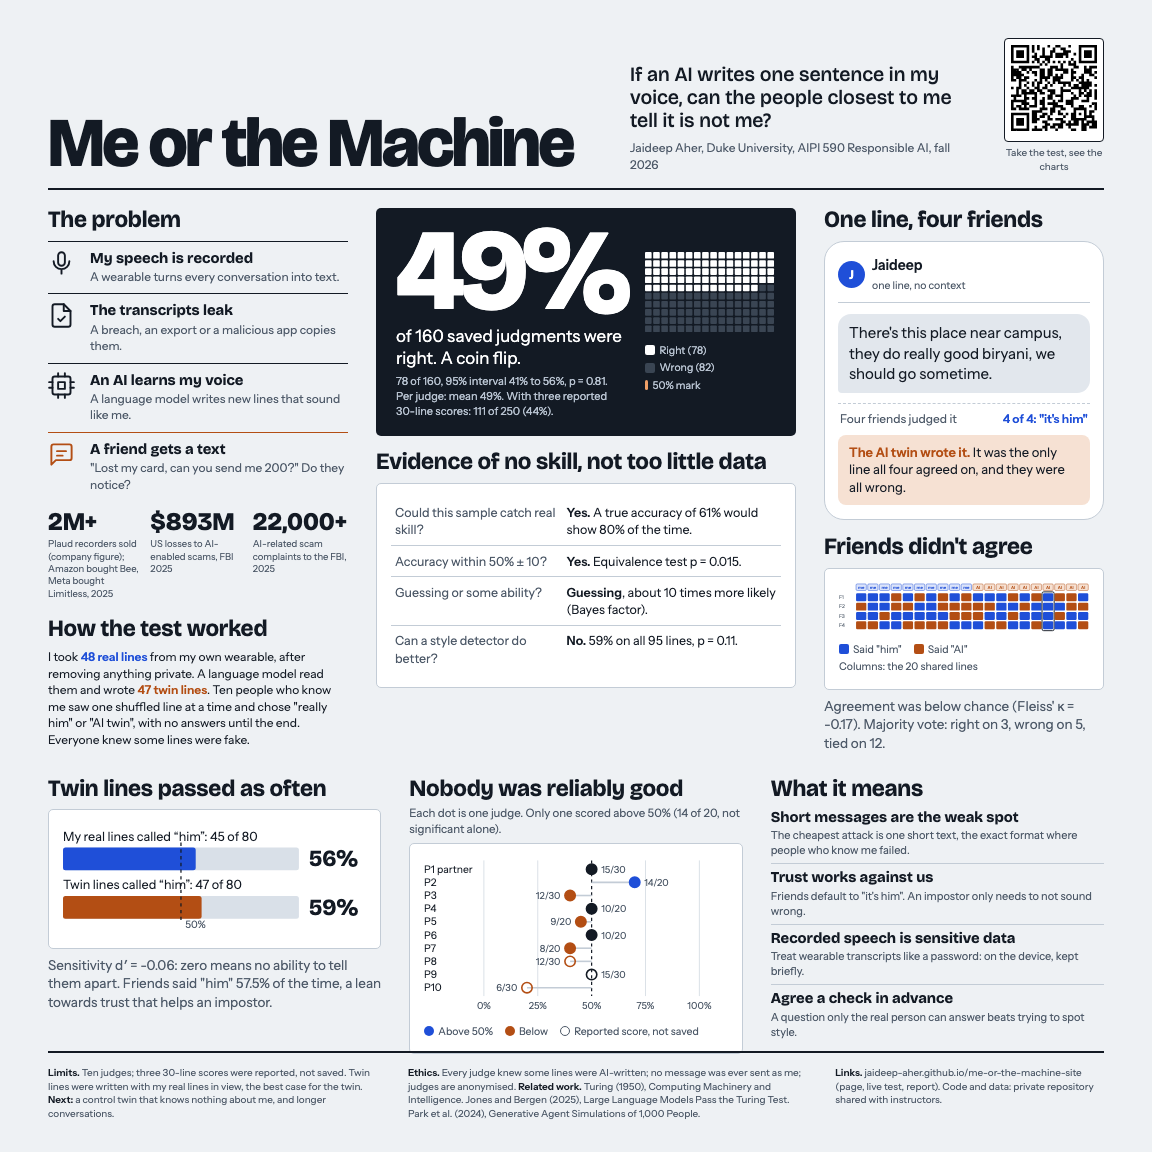 Me or the Machine
If an AI writes one sentence in my
voice, can the people closest to me
tell it is not me?
Jaideep Aher, Duke University, AIPI 590 Responsible AI, fall
2026
Take the test, see the
charts
The problem
My speech is recorded
A wearable turns every conversation into text.
The transcripts leak
A breach, an export or a malicious app copies
them.
An AI learns my voice
A language model writes new lines that sound
like me.
A friend gets a text
"Lost my card, can you send me 200?" Do they
notice?
2M+
Plaud recorders sold
(company figure);
Amazon bought Bee,
Meta bought
Limitless, 2025
$893M
US losses to AI-
enabled scams, FBI
2025
22,000+
AI-related scam
complaints to the FBI,
2025
How the test worked
I took 48 real lines from my own wearable, after
removing anything private. A language model read
them and wrote 47 twin lines. Ten people who know
me saw one shuffled line at a time and chose "really
him" or "AI twin", with no answers until the end.
Everyone knew some lines were fake.
49%
of 160 saved judgments were
right. A coin flip.
78 of 160, 95% interval 41% to 56%, p = 0.81.
Per judge: mean 49%. With three reported
30-line scores: 111 of 250 (44%).
Right (78)
Wrong (82)
50% mark
Evidence of no skill, not too little data
Could this sample catch real
skill?
Yes. A true accuracy of 61% would
show 80% of the time.
Accuracy within 50% ± 10?
Yes. Equivalence test p = 0.015.
Guessing or some ability?
Guessing, about 10 times more likely
(Bayes factor).
Can a style detector do
better?
No. 59% on all 95 lines, p = 0.11.
One line, four friends
J
Jaideep
one line, no context
There's this place near campus,
they do really good biryani, we
should go sometime.
Four friends judged it
4 of 4: "it's him"
The AI twin wrote it. It was the only
line all four agreed on, and they were
all wrong.
Friends didn't agree
me me me me me me me me me me AI AI AI AI AI AI AI AI AI AI
F1
F2
F3
F4
Said "him"
Said "AI"
Columns: the 20 shared lines
Agreement was below chance (Fleiss' κ =
-0.17). Majority vote: right on 3, wrong on 5,
tied on 12.
Twin lines passed as often
My real lines called “him”: 45 of 80
56%
Twin lines called “him”: 47 of 80
59%
50%
Sensitivity d′ = -0.06: zero means no ability to tell
them apart. Friends said "him" 57.5% of the time, a lean
towards trust that helps an impostor.
Nobody was reliably good
Each dot is one judge. Only one scored above 50% (14 of 20, not
significant alone).
P1 partner
15/30
P2
14/20
P3
12/30
P4
10/20
P5
9/20
P6
10/20
P7
8/20
P8
12/30
P9
15/30
P10
6/30
0%
25%
50%
75%
100%
Above 50%
Below
Reported score, not saved
What it means
Short messages are the weak spot
The cheapest attack is one short text, the exact format where
people who know me failed.
Trust works against us
Friends default to "it's him". An impostor only needs to not sound
wrong.
Recorded speech is sensitive data
Treat wearable transcripts like a password: on the device, kept
briefly.
Agree a check in advance
A question only the real person can answer beats trying to spot
style.
Limits. Ten judges; three 30-line scores were reported, not saved. Twin
lines were written with my real lines in view, the best case for the twin.
Next: a control twin that knows nothing about me, and longer
conversations.
Ethics. Every judge knew some lines were AI-written; no message was ever sent as me;
judges are anonymised. Related work. Turing (1950), Computing Machinery and
Intelligence. Jones and Bergen (2025), Large Language Models Pass the Turing Test.
Park et al. (2024), Generative Agent Simulations of 1,000 People.
Links. jaideep-aher.github.io/me-or-the-machine-site
(page, live test, report). Code and data: private repository
shared with instructors.